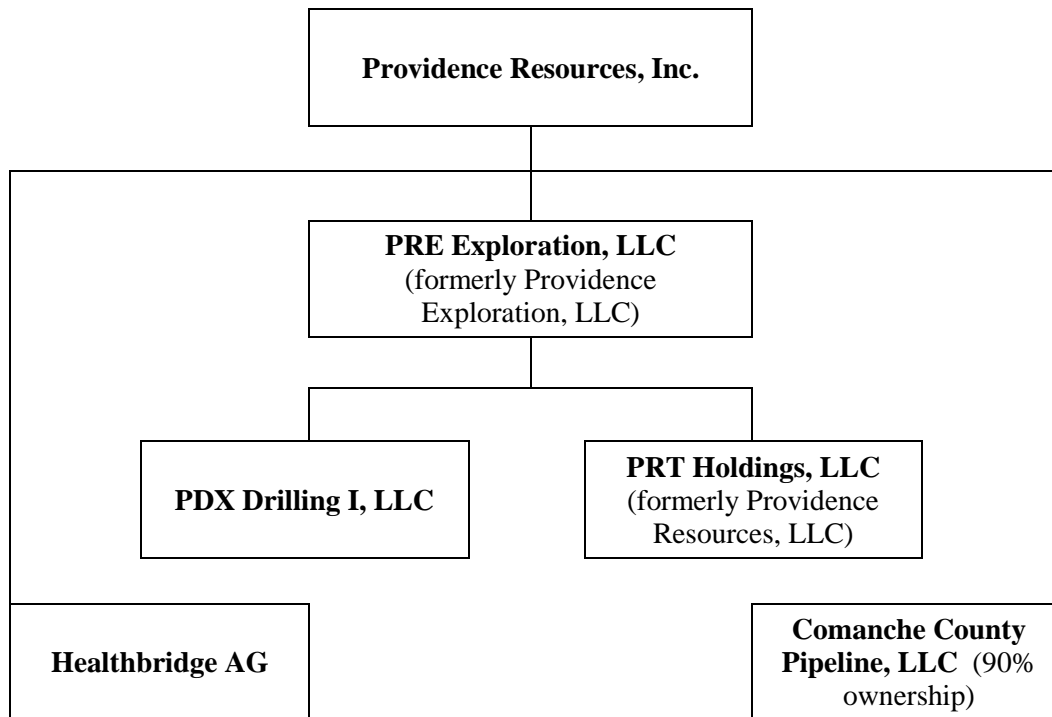 Providence Resources, Inc.
PRE Exploration, LLC
(formerly Providence
Exploration, LLC)
PDX Drilling I, LLC
PRT Holdings, LLC
(formerly Providence
Resources, LLC)
Healthbridge AG
Comanche County
Pipeline, LLC (90%
ownership)